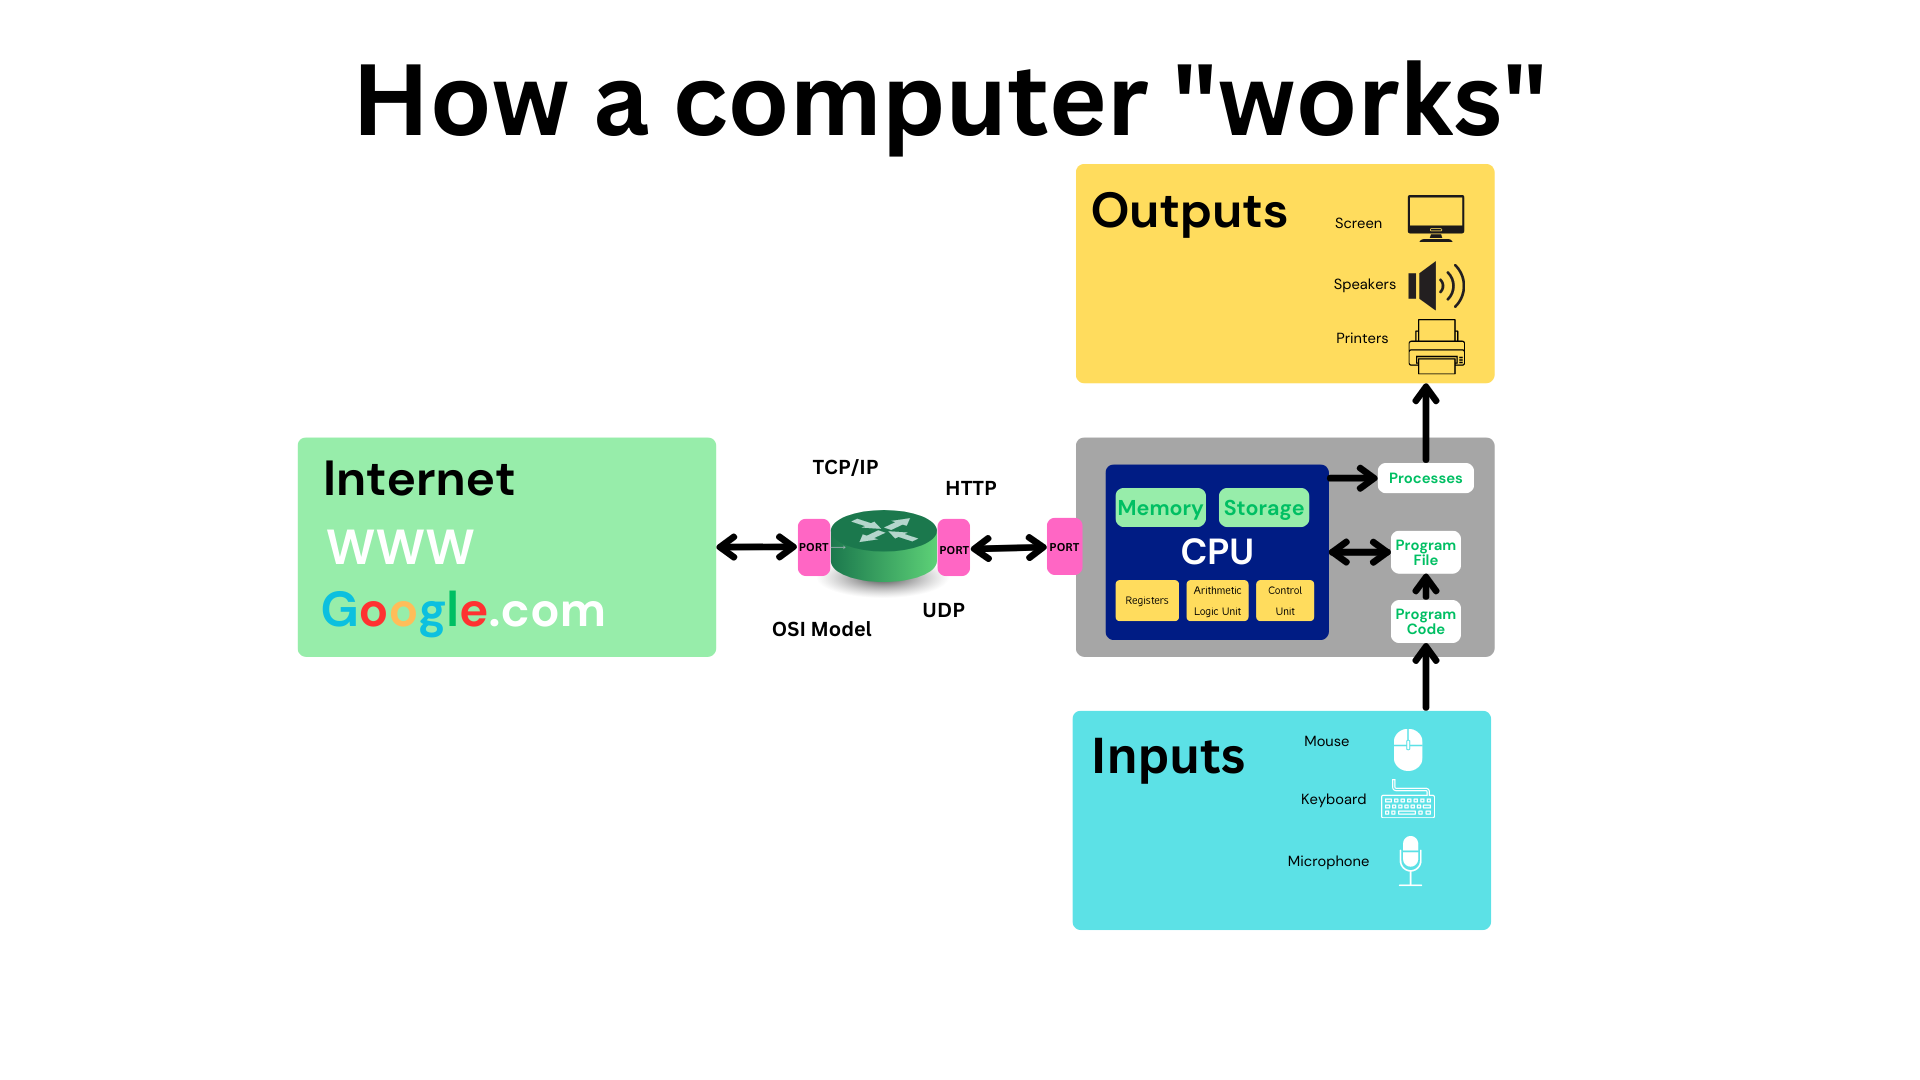 How a computer "works"
Outputs
Screen
Speakers
Printers
Internet
WWW
Google.com
TCP/IP
HTTP
PORT
PORT
PORT
UDP
OSI Model
Memory
Storage
CPU
Registers
Arithmetic
Logic Unit
Control
Unit
Processes
Program
File
Program
Code
Inputs
Mouse
Keyboard
Microphone